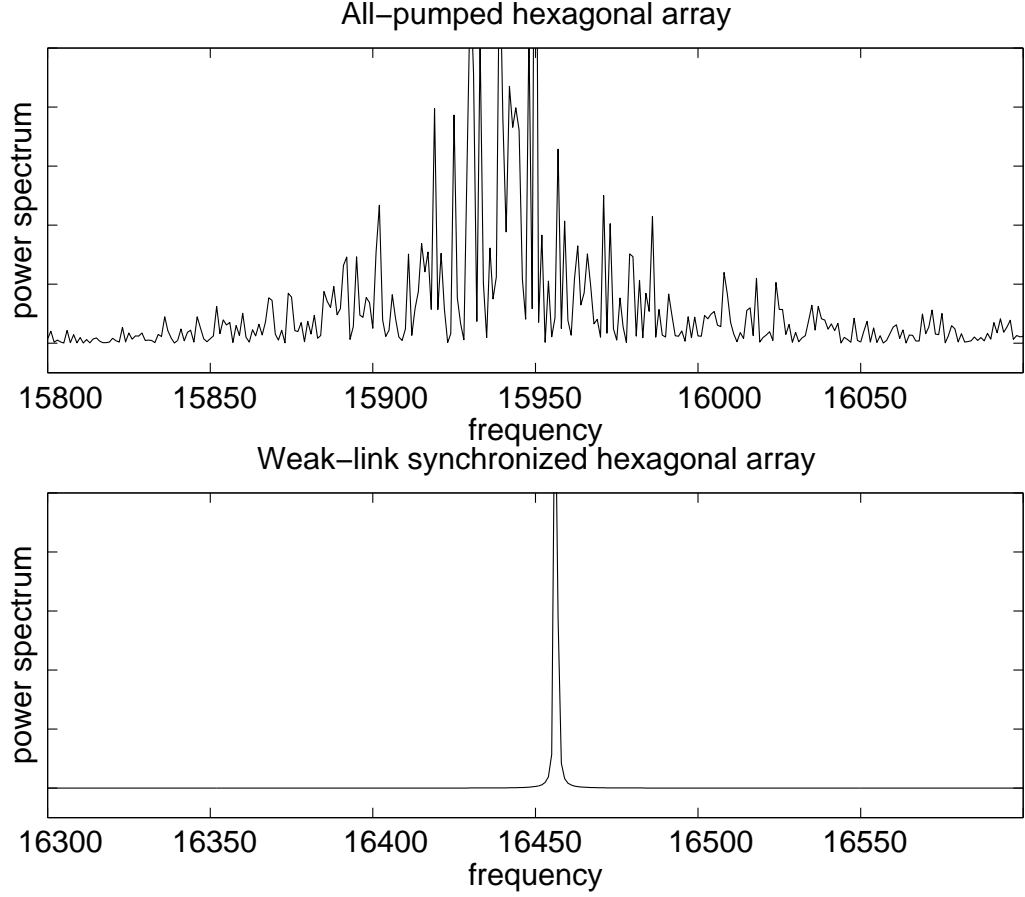 All−pumped hexagonal array
power spectrum
15800 15850 15900 15950 16000 16050
frequency
Weak−link synchronized hexagonal array
power spectrum
16300 16350 16400 16450 16500 16550
frequency